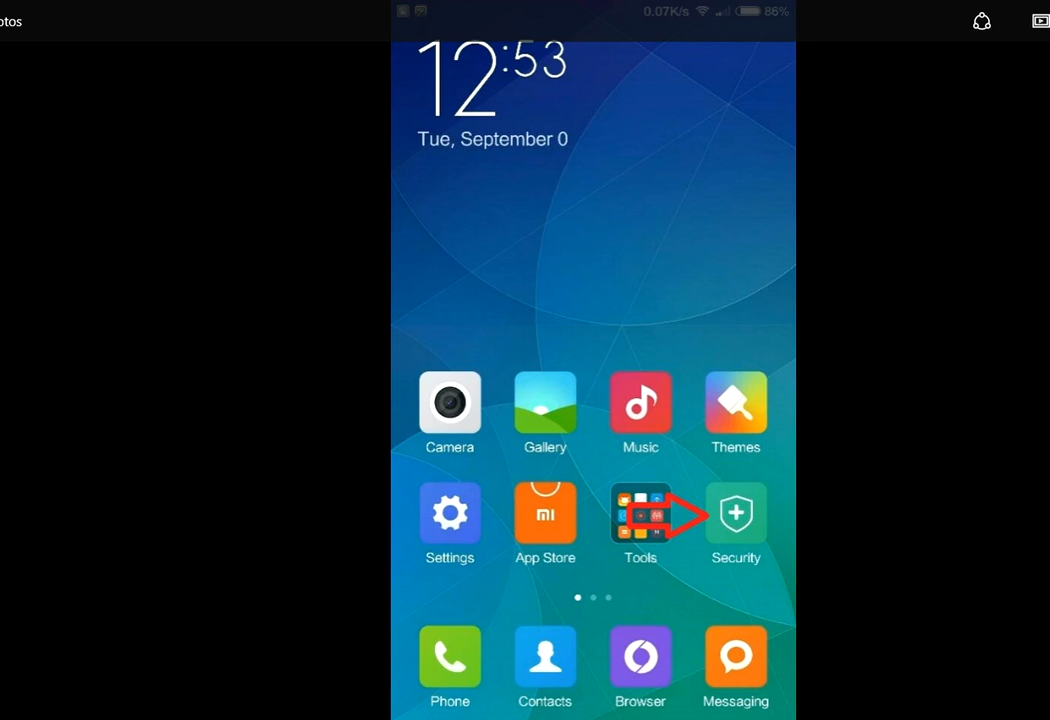 otos
0.07K/s 86%
12:53
Tue, September 0
Camera Gallery Music Themes
mi
Settings App Store Tools Security
Phone Contacts Browser Messaging